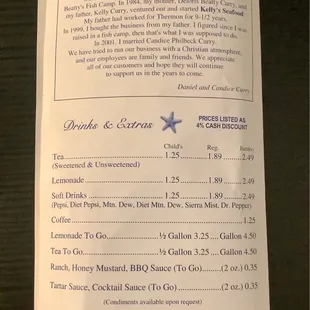 Beatty's Fish Camp. In 1984, my mother, Deloris Beatty Curry, and
my father, Kelly Curry, ventured out and started Kelly's Seafood.
My father had worked for Thennon for 9-1/2 years.
In 1999, I bought the business from my father. I figured since I was
raised in a fish camp, then that's what I was supposed to do.
In 2001, I married Candice Philbeck Curry.
We have tried to run our business with a Christian atmosphere,
and our employees are family and friends. We appreciate
all of our customers and hope they will continue
to support us in the years to come.
Daniel and Candice Curry
Drinks & Extras
PRICES LISTED AS
4% CASH DISCOUNT
Child's Reg. Jumbo
Tea 1.25 1.89 2.49
(Sweetened & Unsweetened)
Lemonade 1.25 1.89 2.49
Soft Drinks 1.25 1.89 2.49
(Pepsi, Diet Pepsi, Mtn. Dew, Diet Mtn. Dew, Sierra Mist, Dr. Pepper)
Coffee 1.25
Lemonade To Go ½ Gallon 3.25 Gallon 4.50
Tea To Go ½ Gallon 3.25 Gallon 4.50
Ranch, Honey Mustard, BBQ Sauce (To Go) (2 oz.) 0.35
Tartar Sauce, Cocktail Sauce (To Go) (2 oz.) 0.35
(Condiments available upon request)